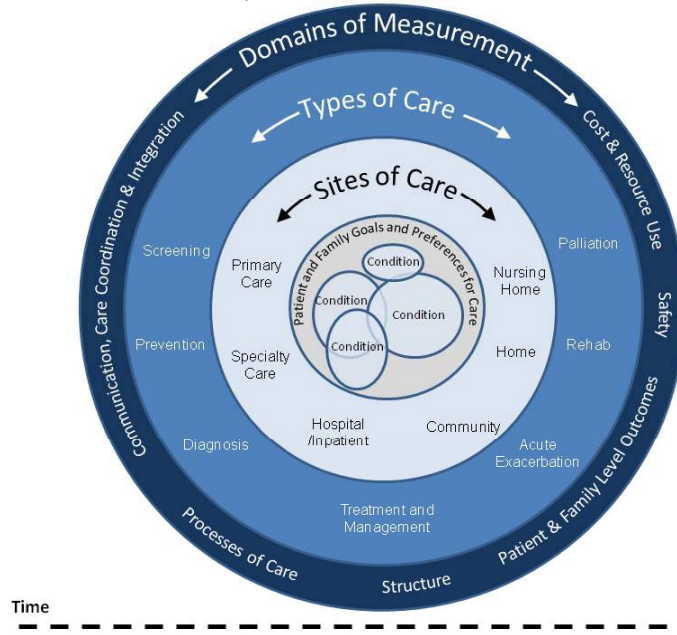 Domains of Measurement
Communication, Care Coordination & Integration
Cost & Resource Use
Safety
Patient & Family Level Outcomes
Structure
Processes of Care
Types of Care
Screening
Prevention
Diagnosis
Treatment and
Management
Acute
Exacerbation
Rehab
Palliation
Sites of Care
Primary
Care
Specialty
Care
Hospital
/Inpatient
Community
Home
Nursing
Home
Patient and Family Goals and Preferences for Care
Condition
Condition
Condition
Condition
Time